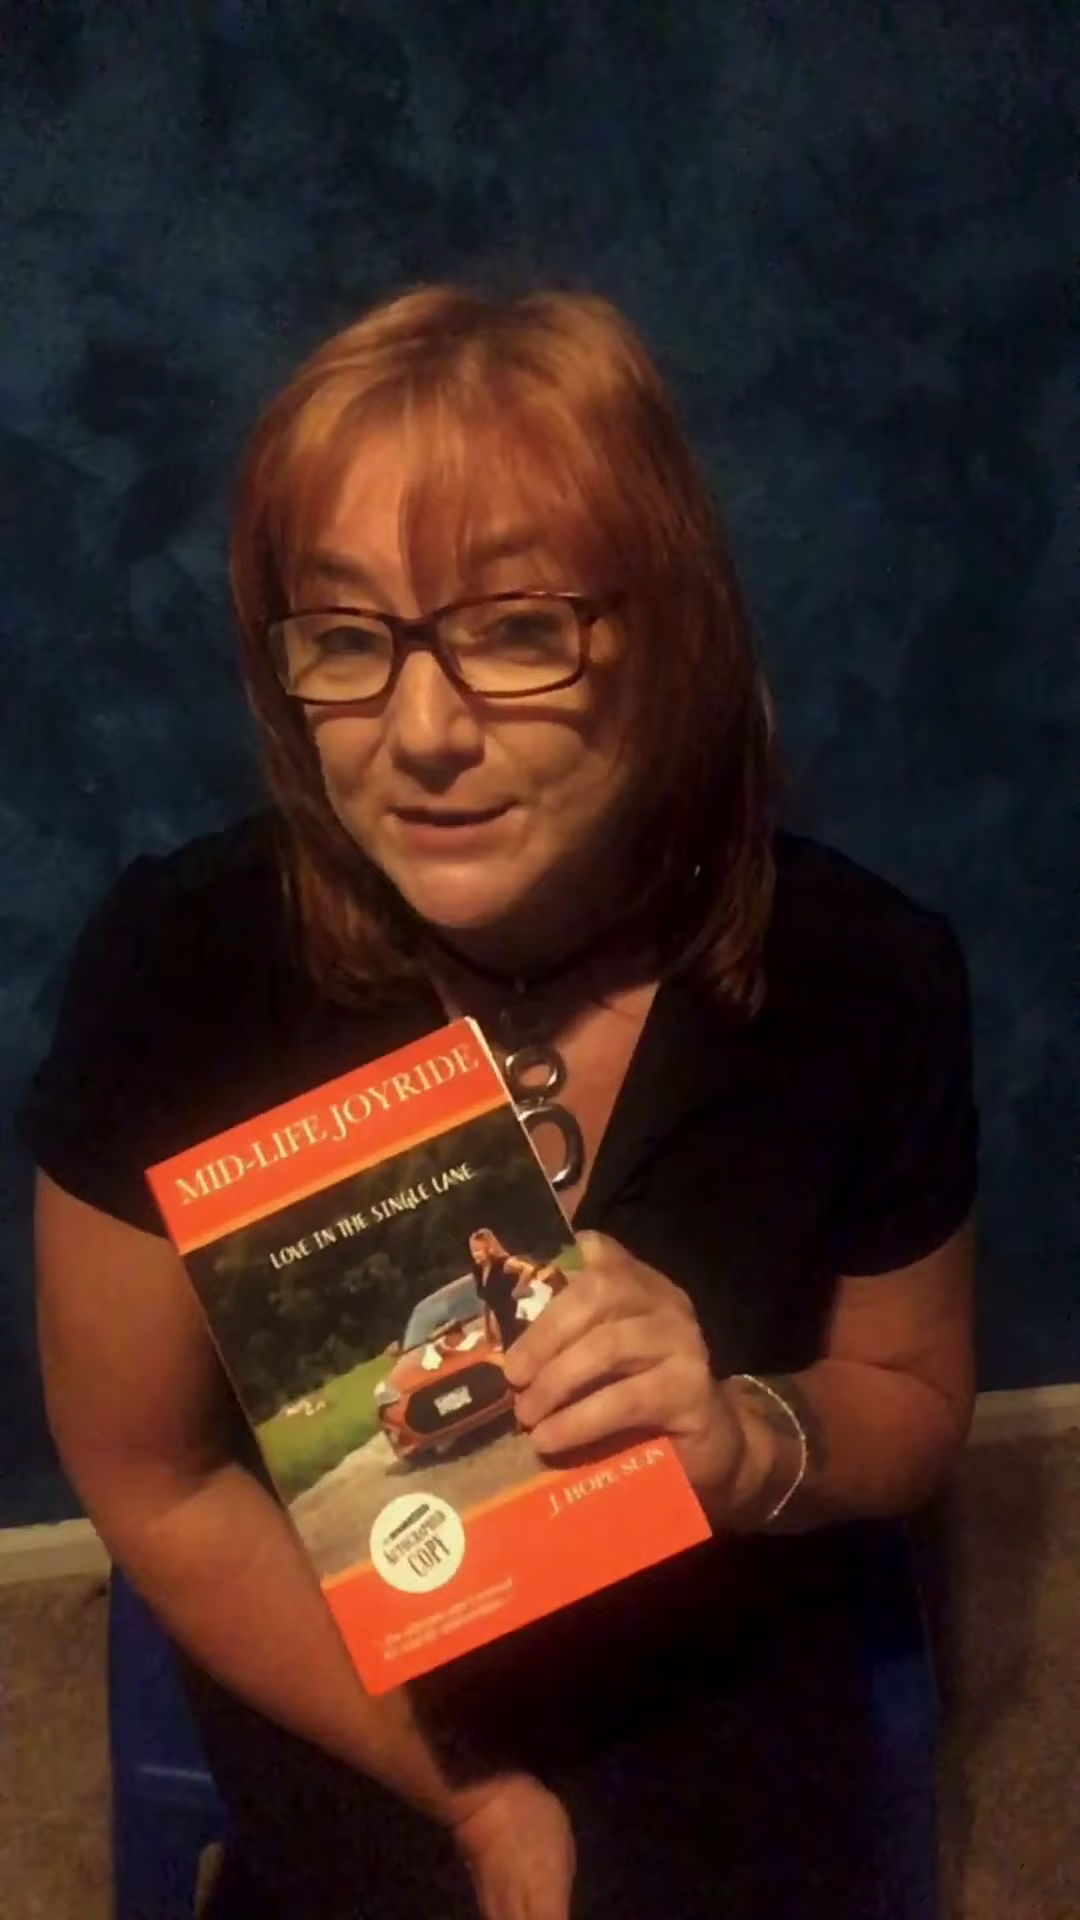 MID-LIFE JOYRIDE
LOVE IN THE SINGLE LANE
J. HOPE SUIS
AUTOGRAPHED
COPY